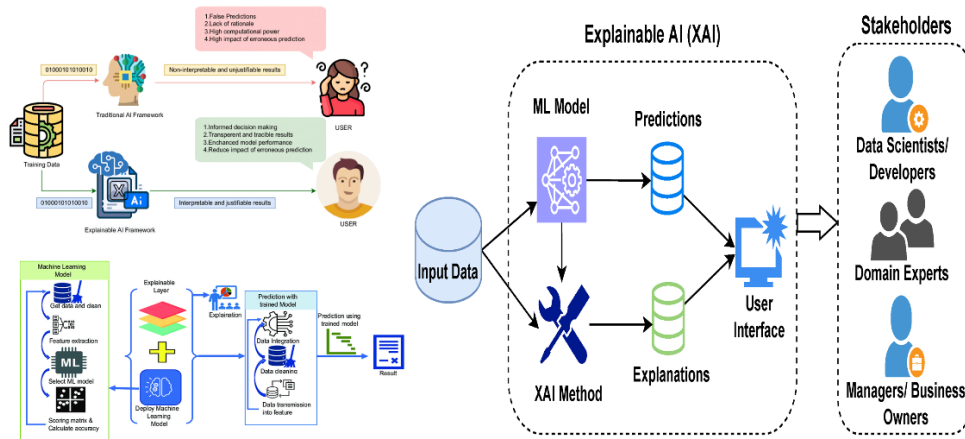 1.False Predictions
2.Lack of rationale
3.High computational power
4.High impact of erroneous prediction
01000101010010
Non-interpretable and unjustifiable results
Traditional AI Framework
USER
Training Data
1.Informed decision making
2.Transparent and tracible results
3.Enchanced model performance
4.Reduce impact of erroneous prediction
01000101010010
X
Ai
Interpretable and justifiable results
Explainable AI Framework
USER
Machine Learning
Model
Get data and clean
Feature extraction
ML
Select ML model
Scoring matrix &
Calculate accuracy
Explainable
Layer
Deploy Machine
Learning
Model
Explaination
Prediction with
trained Model
Data Integration
Data cleaning
Data transmission
into feature
Prediction using
trained model
Result
Explainable AI (XAI)
Input Data
ML Model
Predictions
XAI Method
Explanations
User
Interface
Stakeholders
Data Scientists/
Developers
Domain Experts
Managers/ Business
Owners